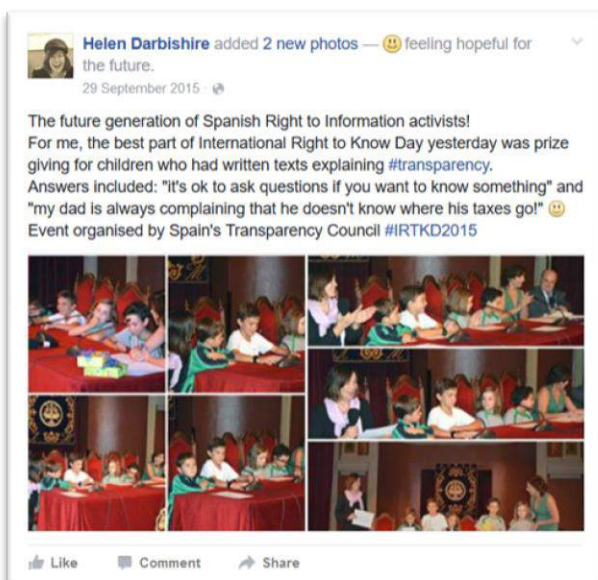 Helen Darbishire added 2 new photos — feeling hopeful for
the future.
29 September 2015 ·
The future generation of Spanish Right to Information activists!
For me, the best part of International Right to Know Day yesterday was prize
giving for children who had written texts explaining #transparency.
Answers included: "it's ok to ask questions if you want to know something" and
"my dad is always complaining that he doesn't know where his taxes go!"
Event organised by Spain's Transparency Council #IRTKD2015
Like Comment Share